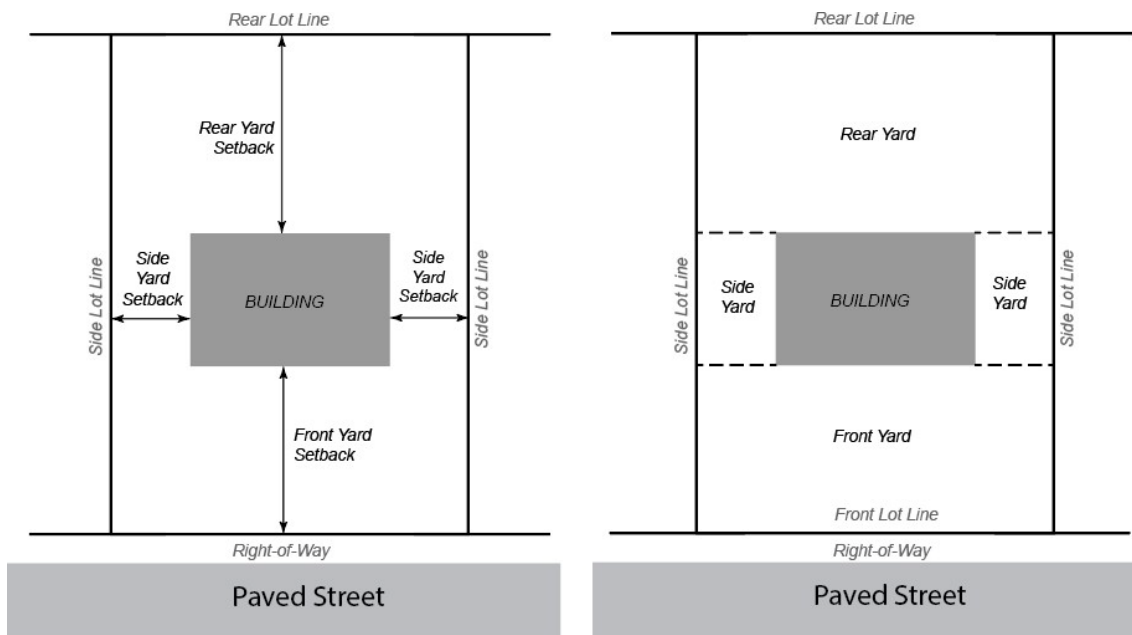 Rear Lot Line
Rear Yard
Setback
Side Lot Line
Side
Yard
Setback
BUILDING
Side
Yard
Setback
Side Lot Line
Front Yard
Setback
Right-of-Way
Paved Street
Rear Lot Line
Rear Yard
Side Lot Line
Side
Yard
BUILDING
Side
Yard
Side Lot Line
Front Yard
Front Lot Line
Right-of-Way
Paved Street